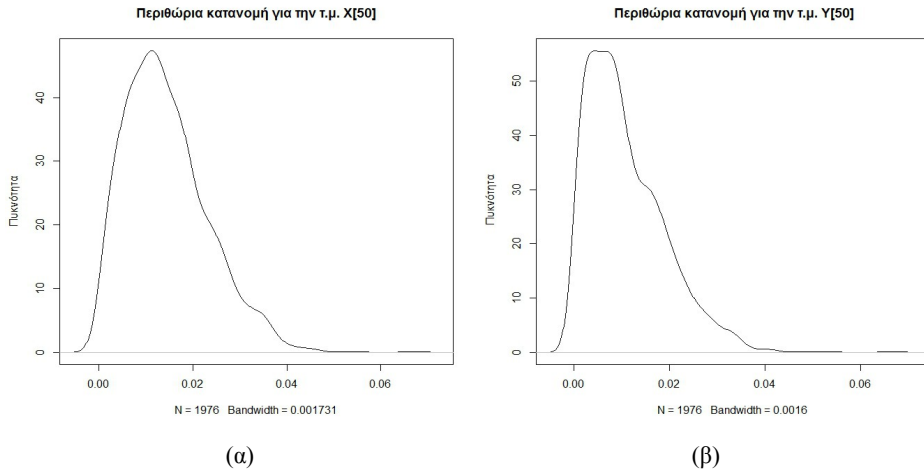 Περιθώρια κατανομή για την τ.μ. X[50]
Πυκνότητα
0 10 20 30 40
0.00 0.02 0.04 0.06
N = 1976 Bandwidth = 0.001731
(α)
Περιθώρια κατανομή για την τ.μ. Y[50]
Πυκνότητα
0 10 20 30 40 50
0.00 0.02 0.04 0.06
N = 1976 Bandwidth = 0.0016
(β)